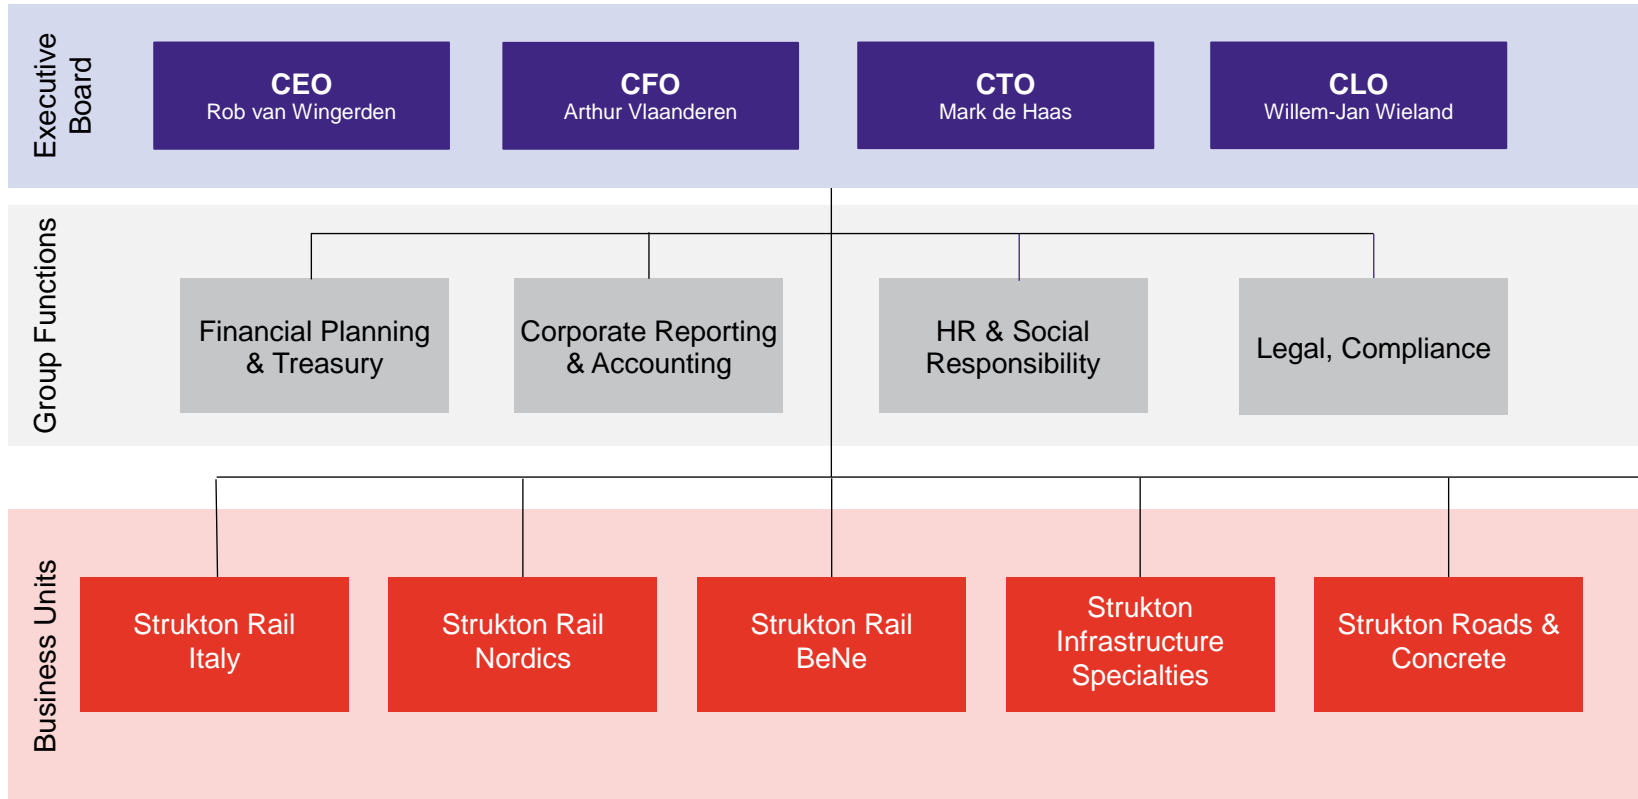 Executive
Board
CEO
Rob van Wingerden
CFO
Arthur Vlaanderen
CTO
Mark de Haas
CLO
Willem-Jan Wieland
Group Functions
Financial Planning
& Treasury
Corporate Reporting
& Accounting
HR & Social
Responsibility
Legal, Compliance
Business Units
Strukton Rail
Italy
Strukton Rail
Nordics
Strukton Rail
BeNe
Strukton
Infrastructure
Specialties
Strukton Roads &
Concrete